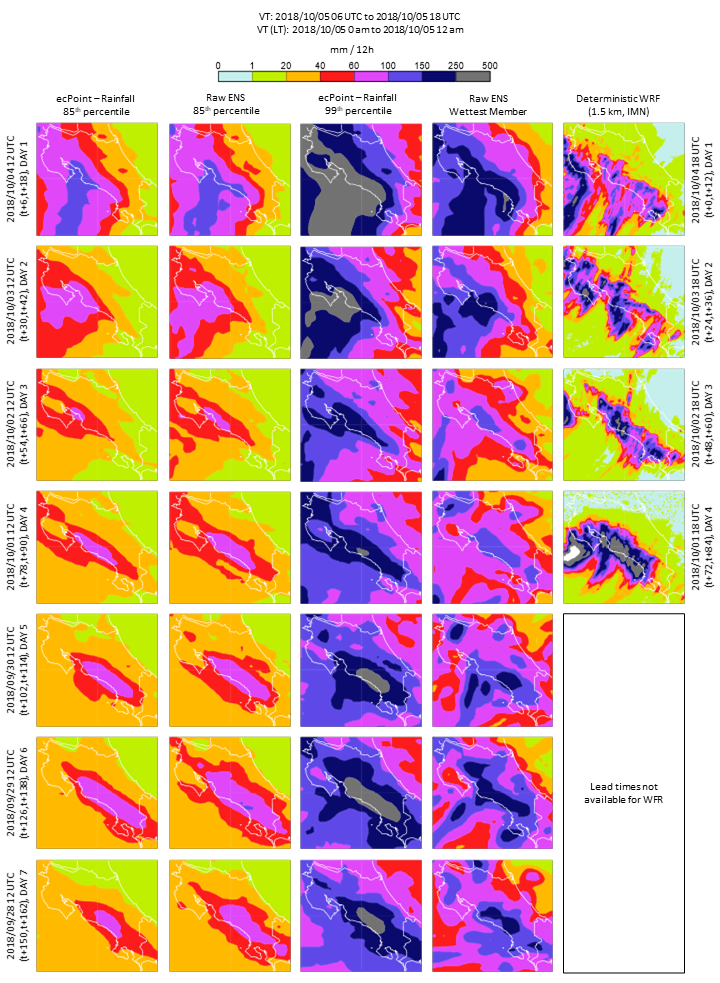 VT: 2018/10/05 06 UTC to 2018/10/05 18 UTC
VT (LT): 2018/10/05 0 am to 2018/10/05 12 am
mm / 12h
0 1 20 40 60 100 150 250 500
ecPoint – Rainfall
85th percentile
Raw ENS
85th percentile
ecPoint – Rainfall
99th percentile
Raw ENS
Wettest Member
Deterministic WRF
(1.5 km, IMN)
2018/10/04 12 UTC
(t+6,t+18), DAY 1
2018/10/04 18 UTC
(t+0,t+12), DAY 1
2018/10/03 12 UTC
(t+30,t+42), DAY 2
2018/10/03 18 UTC
(t+24,t+36), DAY 2
2018/10/02 12 UTC
(t+54,t+66), DAY 3
2018/10/02 18 UTC
(t+48,t+60), DAY 3
2018/10/01 12 UTC
(t+78,t+90), DAY 4
2018/10/01 18 UTC
(t+72,t+84), DAY 4
2018/09/30 12 UTC
(t+102,t+114), DAY 5
2018/09/29 12 UTC
(t+126,t+138), DAY 6
Lead times not
available for WFR
2018/09/28 12 UTC
(t+150,t+162), DAY 7